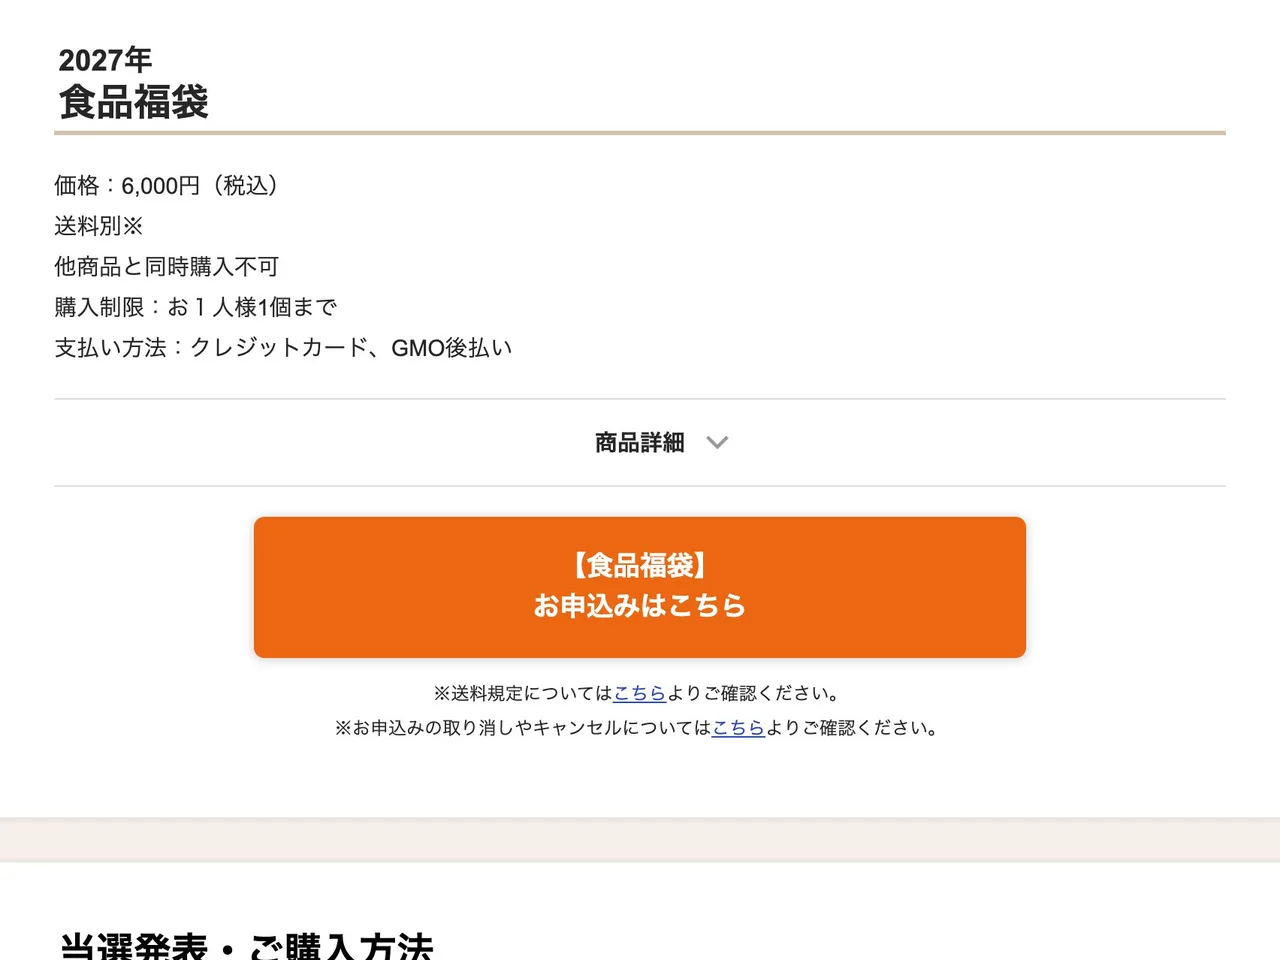 2027年
食品福袋
価格：6,000円（税込）
送料別※
他商品と同時購入不可
購入制限：お１人様1個まで
支払い方法：クレジットカード、GMO後払い
商品詳細
【食品福袋】
お申込みはこちら
※送料規定についてはこちらよりご確認ください。
※お申込みの取り消しやキャンセルについてはこちらよりご確認ください。
当選発表・ご購入方法